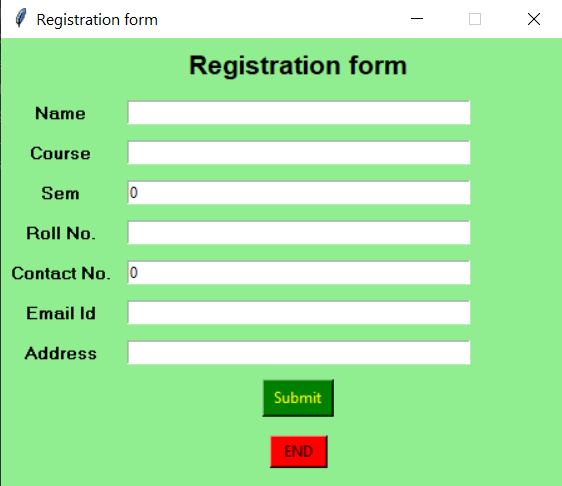 Registration form
Registration form
Name
Course
Sem 0
Roll No.
Contact No. 0
Email Id
Address
Submit
END